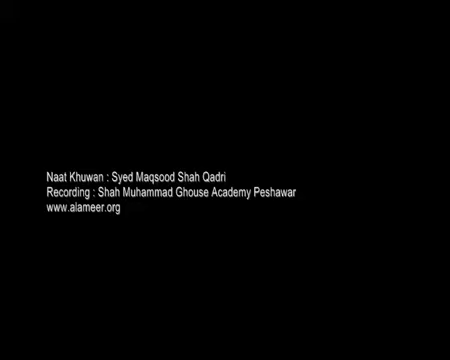 Naat Khuwan : Syed Maqsood Shah Qadri
Recording : Shah Muhammad Ghouse Academy Peshawar
www.alameer.org